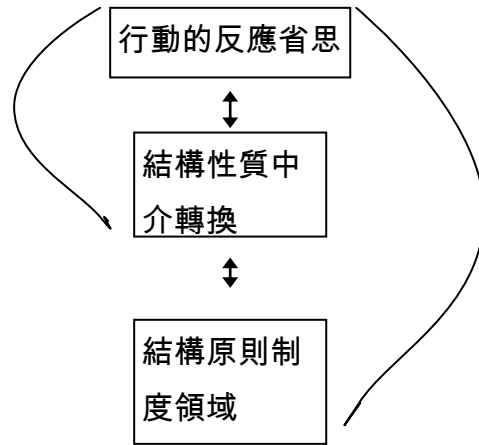 行動的反應省思
結構性質中
介轉換
結構原則制
度領域